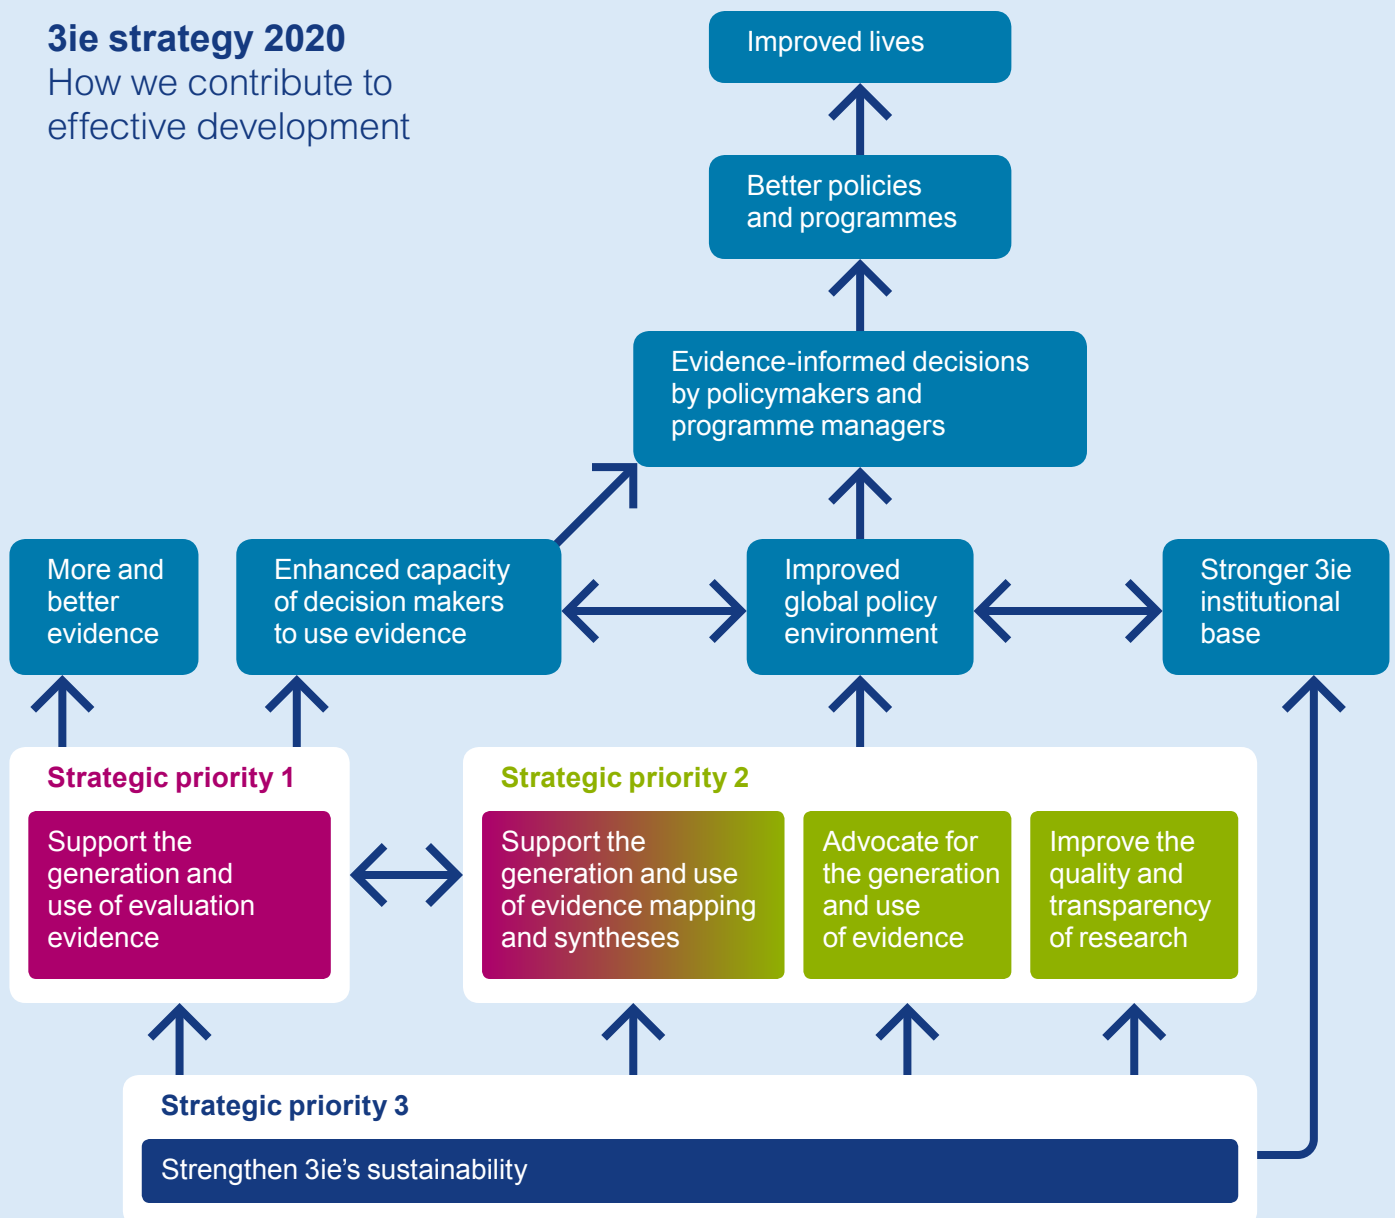 3ie strategy 2020
How we contribute to
effective development
Improved lives
Better policies
and programmes
Evidence-informed decisions
by policymakers and
programme managers
More and
better
evidence
Enhanced capacity
of decision makers
to use evidence
Improved
global policy
environment
Stronger 3ie
institutional
base
Strategic priority 1
Support the
generation and
use of evaluation
evidence
Strategic priority 2
Support the
generation and use
of evidence mapping
and syntheses
Advocate for
the generation
and use
of evidence
Improve the
quality and
transparency
of research
Strategic priority 3
Strengthen 3ie's sustainability